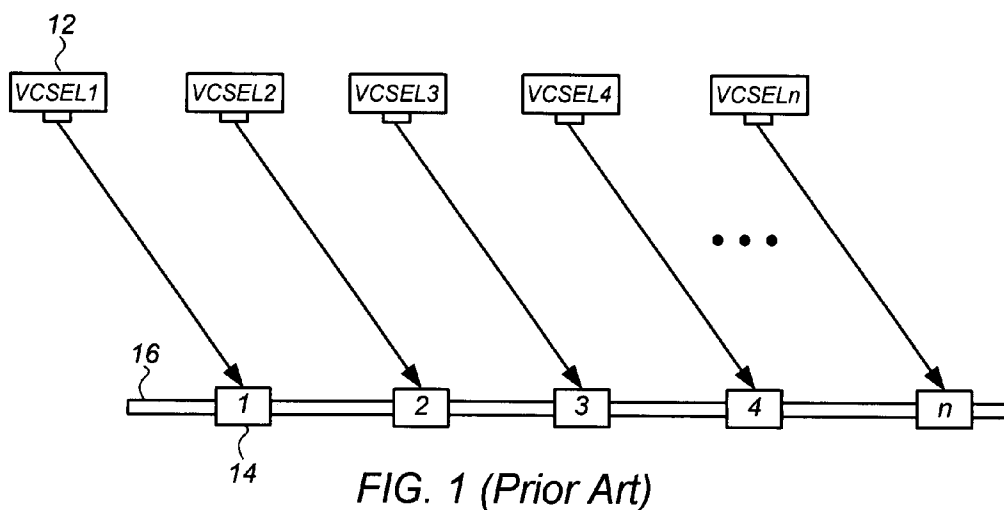 12
VCSEL1 VCSEL2 VCSEL3 VCSEL4 VCSELn
• • •
16
1 2 3 4 n
14
FIG. 1 (Prior Art)